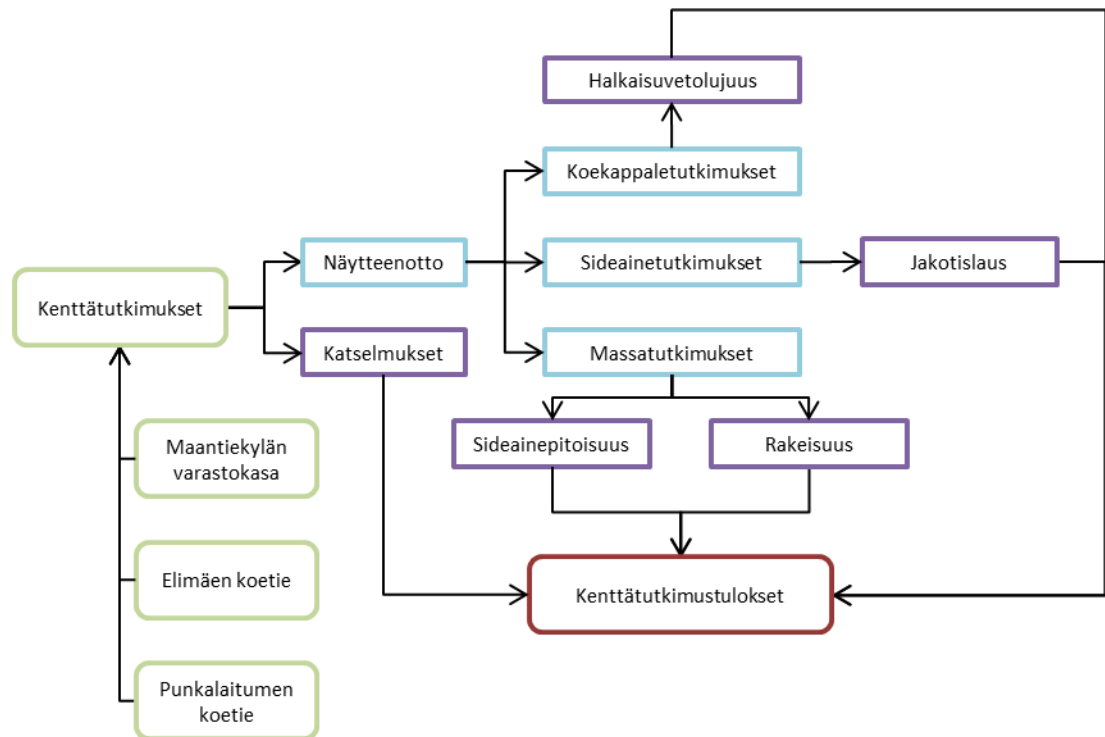 Halkaisuvetolujuus
Koekappaletutkimukset
Näytteenotto
Sideainetutkimukset
Jakotislaus
Kenttätutkimukset
Katselmukset
Massatutkimukset
Maantiekylän
varastokasa
Sideainepitoisuus
Rakeisuus
Elimäen koetie
Kenttätutkimustulokset
Punkalaitumen
koetie